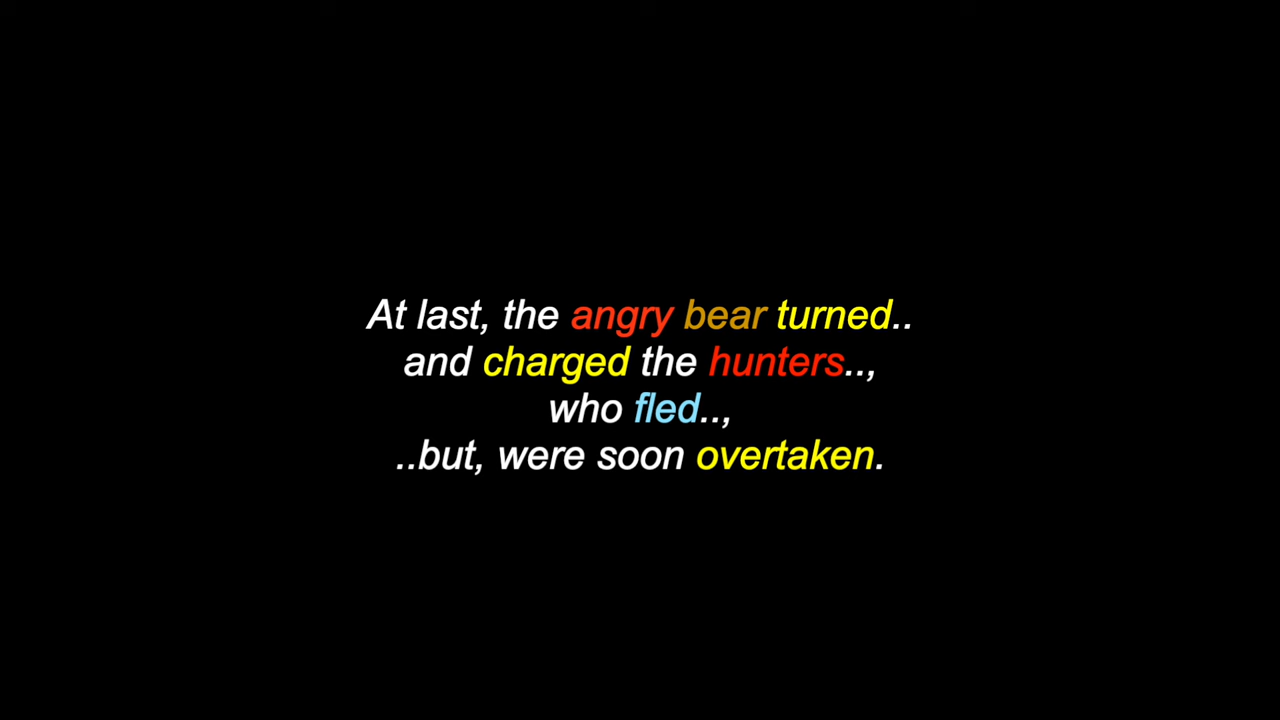 At last, the angry bear turned..
and charged the hunters..,
who fled..,
..but, were soon overtaken.